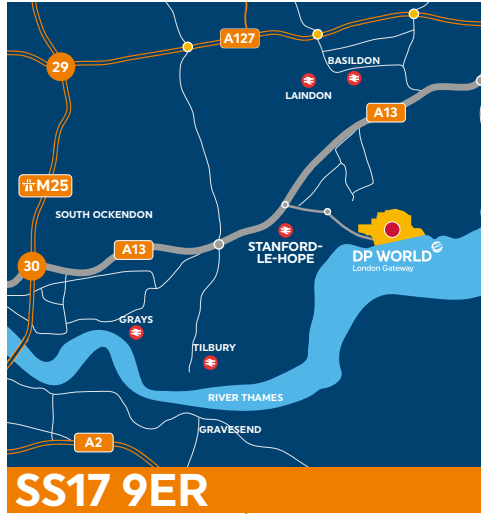 A127
29
BASILDON
LAINDON
A13
M25
SOUTH OCKENDON
A13
STANFORD-
LE-HOPE
DP WORLD
London Gateway
30
GRAYS
TILBURY
RIVER THAMES
GRAVESEND
A2
SS17 9ER